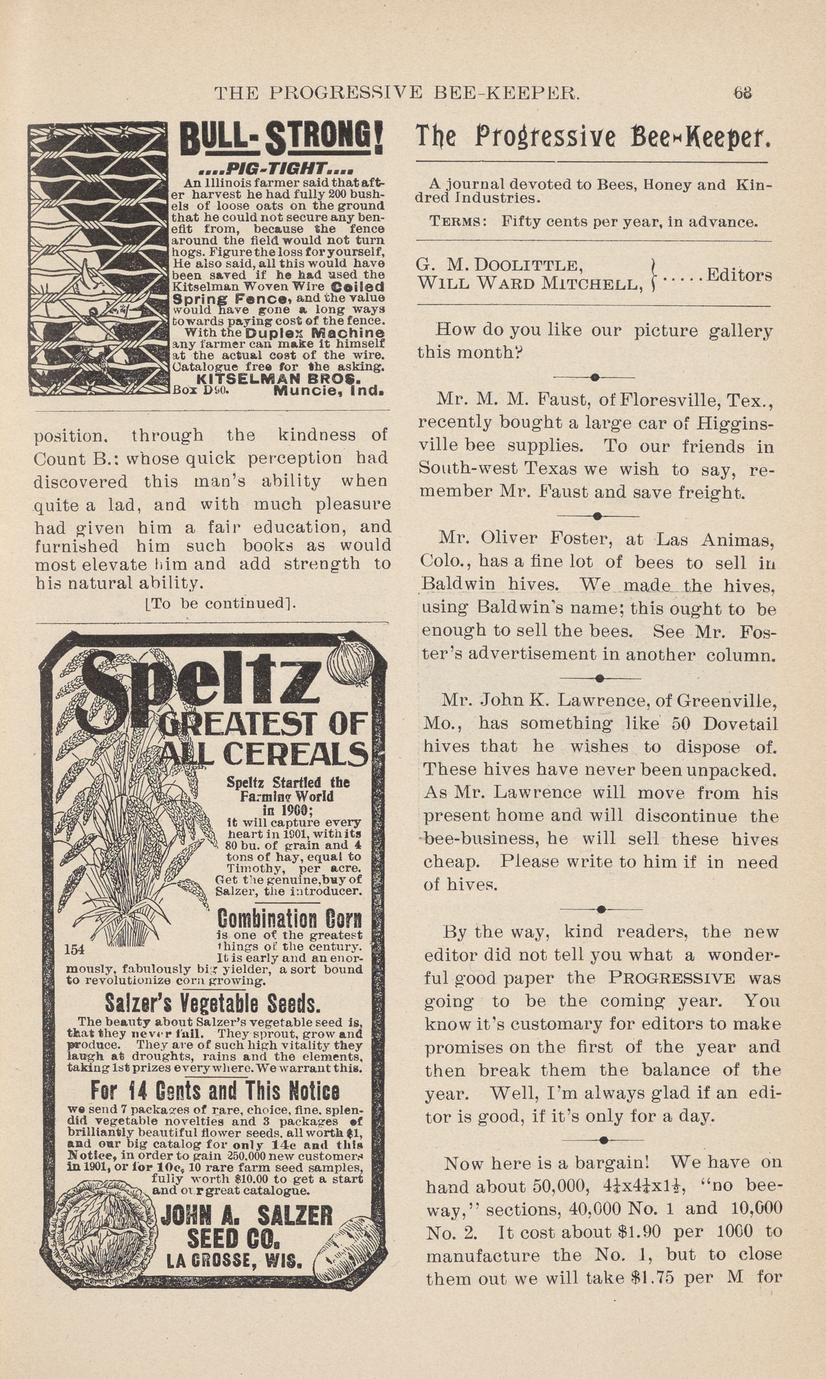 THE PROGRESSIVE BEE-KEEPER. 63
BULL-STRONG!
....PIG-TIGHT....
An Illinois farmer said that aft-
er harvest he had fully 200 bush-
els of loose oats on the ground
that he could not secure any ben-
efit from, because the fence
around the field would not turn
hogs. Figure the loss for yourself,
He also said, all this would have
been saved if he had used the
Kitselman Woven Wire Coiled
Spring Fence, and the value
would have gone a long ways
towards paying cost of the fence.
With the Duplex Machine
any farmer can make it himself
at the actual cost of the wire.
Catalogue free for the asking.
KITSELMAN BROS.
Box D90. Muncie, Ind.
position, through the kindness of
Count B.: whose quick perception had
discovered this man's ability when
quite a lad, and with much pleasure
had given him a fair education, and
furnished him such books as would
most elevate him and add strength to
his natural ability.
[To be continued].
Speltz
GREATEST OF
ALL CEREALS
Speltz Startled the
Farming World
in 1900;
it will capture every
heart in 1901, with its
80 bu. of grain and 4
tons of hay, equal to
Timothy, per acre.
Get the genuine, buy of
Salzer, the introducer.
Combination Corn
is one of the greatest
things of the century.
It is early and an enor-
mously, fabulously big yielder, a sort bound
to revolutionize corn growing.
154
Salzer's Vegetable Seeds.
The beauty about Salzer's vegetable seed is,
that they never fail. They sprout, grow and
produce. They are of such high vitality they
laugh at droughts, rains and the elements,
taking 1st prizes everywhere. We warrant this.
For 14 Cents and This Notice
we send 7 packages of rare, choice, fine, splen-
did vegetable novelties and 3 packages of
brilliantly beautiful flower seeds, all worth $1,
and our big catalog for only 14c and this
Notice, in order to gain 250,000 new customers
in 1901, or for 10c, 10 rare farm seed samples,
fully worth $10.00 to get a start
and our great catalogue.
JOHN A. SALZER
SEED CO.
LA CROSSE, WIS.
The Progressive Bee-Keeper.
A journal devoted to Bees, Honey and Kin-
dred Industries.
TERMS: Fifty cents per year, in advance.
G. M. DOOLITTLE,
WILL WARD MITCHELL, } ..... Editors
How do you like our picture gallery
this month?
Mr. M. M. Faust, of Floresville, Tex.,
recently bought a large car of Higgins-
ville bee supplies. To our friends in
South-west Texas we wish to say, re-
member Mr. Faust and save freight.
Mr. Oliver Foster, at Las Animas,
Colo., has a fine lot of bees to sell in
Baldwin hives. We made the hives,
using Baldwin's name; this ought to be
enough to sell the bees. See Mr. Fos-
ter's advertisement in another column.
Mr. John K. Lawrence, of Greenville,
Mo., has something like 50 Dovetail
hives that he wishes to dispose of.
These hives have never been unpacked.
As Mr. Lawrence will move from his
present home and will discontinue the
bee-business, he will sell these hives
cheap. Please write to him if in need
of hives.
By the way, kind readers, the new
editor did not tell you what a wonder-
ful good paper the PROGRESSIVE was
going to be the coming year. You
know it's customary for editors to make
promises on the first of the year and
then break them the balance of the
year. Well, I'm always glad if an edi-
tor is good, if it's only for a day.
Now here is a bargain! We have on
hand about 50,000, 4¼x4¼x1½, "no bee-
way," sections, 40,000 No. 1 and 10,000
No. 2. It cost about $1.90 per 1000 to
manufacture the No. 1, but to close
them out we will take $1.75 per M for